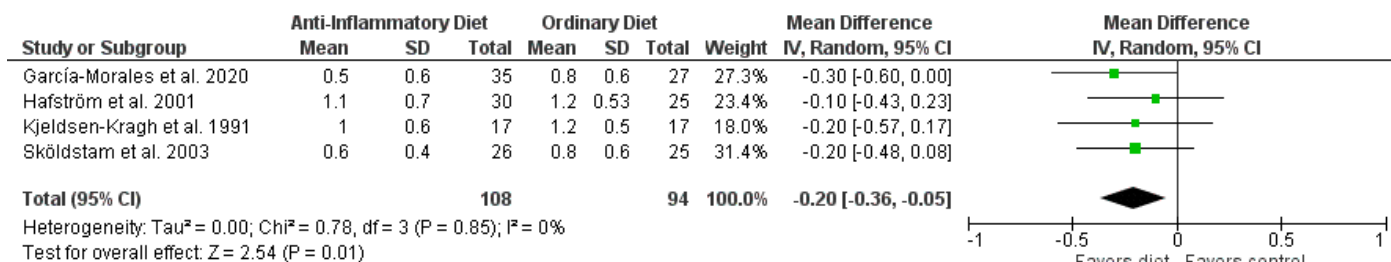 Anti-Inflammatory Diet Ordinary Diet Mean Difference Mean Difference
Study or Subgroup Mean SD Total Mean SD Total Weight IV, Random, 95% CI IV, Random, 95% CI
García-Morales et al. 2020 0.5 0.6 35 0.8 0.6 27 27.3% -0.30 [-0.60, 0.00]
Hafström et al. 2001 1.1 0.7 30 1.2 0.53 25 23.4% -0.10 [-0.43, 0.23]
Kjeldsen-Kragh et al. 1991 1 0.6 17 1.2 0.5 17 18.0% -0.20 [-0.57, 0.17]
Sköldstam et al. 2003 0.6 0.4 26 0.8 0.6 25 31.4% -0.20 [-0.48, 0.08]
Total (95% CI) 108 94 100.0% -0.20 [-0.36, -0.05]
Heterogeneity: Tau² = 0.00; Chi² = 0.78, df = 3 (P = 0.85); I² = 0%
Test for overall effect: Z = 2.54 (P = 0.01)
-1 -0.5 0 0.5 1
Favors diet Favors control